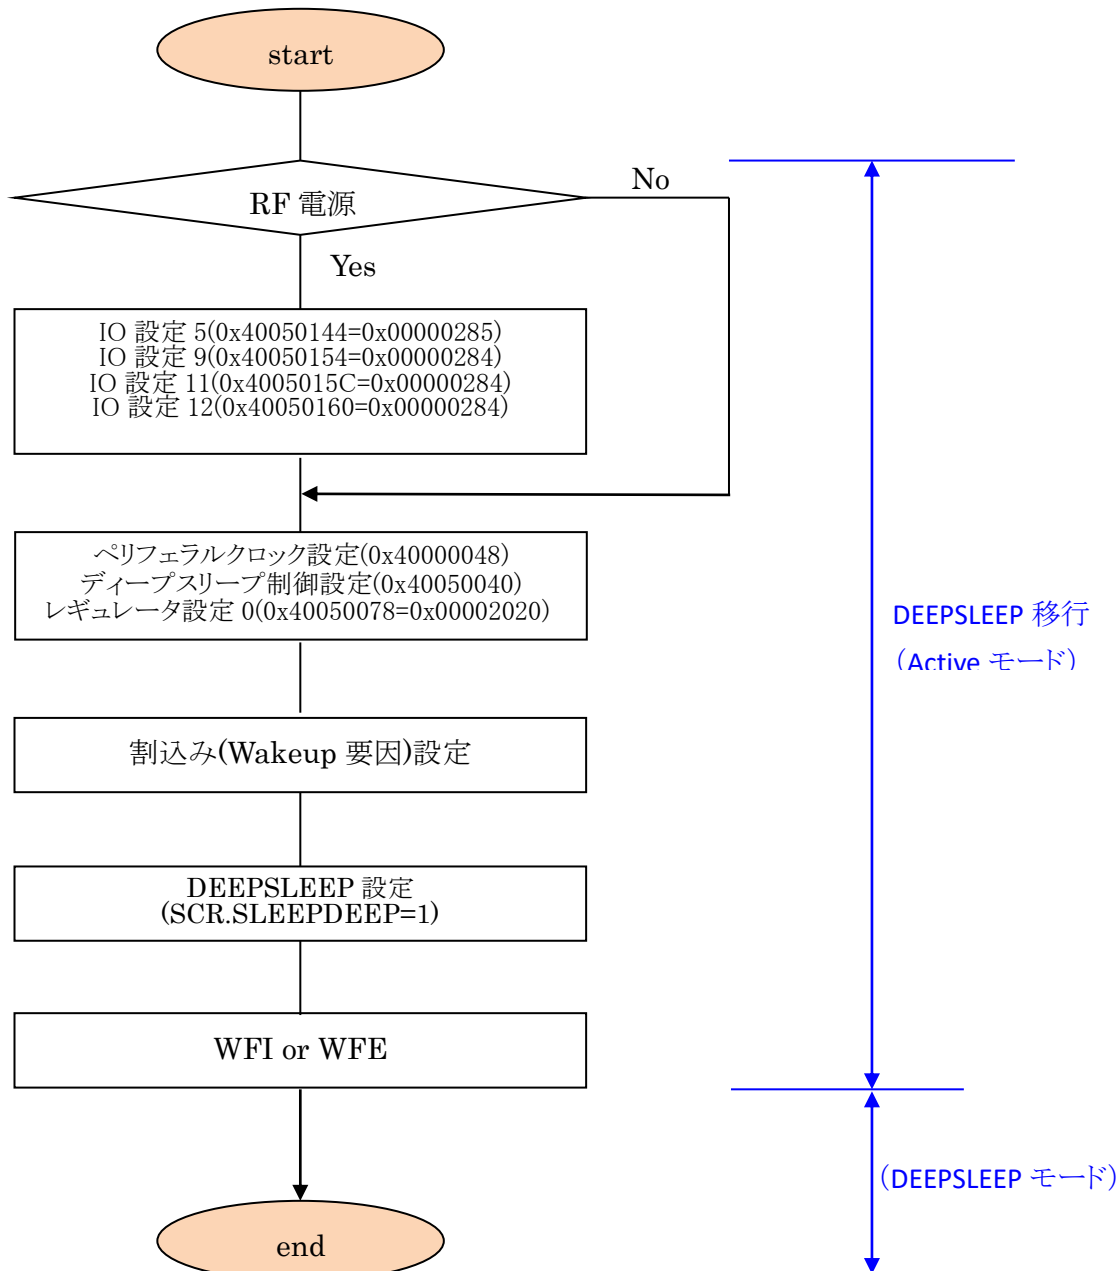 start
RF 電源
No
Yes
IO 設定 5(0x40050144=0x00000285)
IO 設定 9(0x40050154=0x00000284)
IO 設定 11(0x4005015C=0x00000284)
IO 設定 12(0x40050160=0x00000284)
ペリフェラルクロック設定(0x40000048)
ディープスリープ制御設定(0x40050040)
レギュレータ設定 0(0x40050078=0x00002020)
DEEPSLEEP 移行
（Active モード）
割込み(Wakeup 要因)設定
DEEPSLEEP 設定
(SCR.SLEEPDEEP=1)
WFI or WFE
（DEEPSLEEP モード）
end